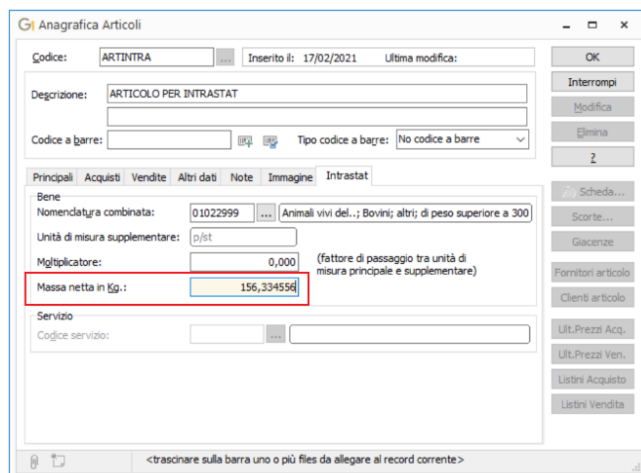 Anagrafica Articoli
Codice: ARTINTRA ... Inserito il: 17/02/2021 Ultima modifica:
Descrizione: ARTICOLO PER INTRASTAT
Codice a barre: Tipo codice a barre: No codice a barre
Principali Acquisti Vendite Altri dati Note Immagine Intrastat
Bene
Nomenclatura combinata: 01022999 ... Animali vivi del..; Bovini; altri; di peso superiore a 300
Unità di misura supplementare: p/st
Moltiplicatore: 0,000 (fattore di passaggio tra unità di
misura principale e supplementare)
Massa netta in Kg.: 156,334556
Servizio
Codice servizio: ...
OK
Interrompi
Modifica
Elimina
?
Scheda...
Scorte...
Giacenze
Fornitori articolo
Clienti articolo
Ult.Prezzi Acq.
Ult.Prezzi Ven.
Listini Acquisto
Listini Vendita
<trascinare sulla barra uno o più files da allegare al record corrente>